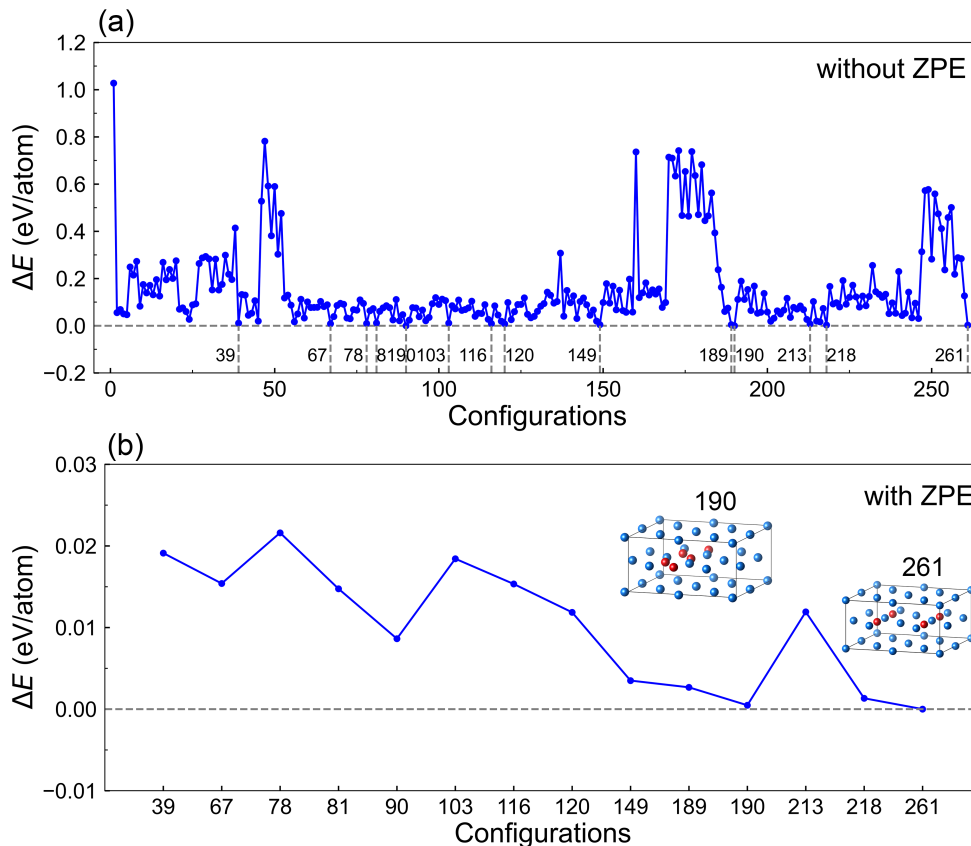 (a)
without ZPE
ΔE (eV/atom)
1.2
1.0
0.8
0.6
0.4
0.2
0.0
−0.2
39 67 78 81 90 103 116 120 149 189 190 213 218 261
0 50 100 150 200 250
Configurations
(b)
with ZPE
190
261
ΔE (eV/atom)
0.03
0.02
0.01
0.00
−0.01
39 67 78 81 90 103 116 120 149 189 190 213 218 261
Configurations